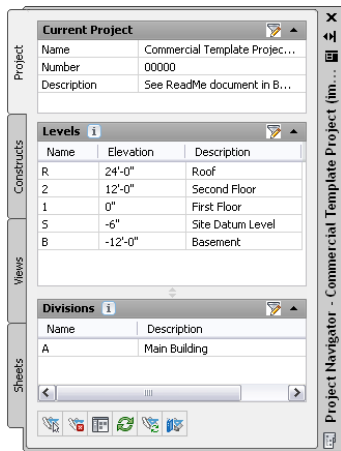 Current Project
Name Commercial Template Projec...
Number 00000
Description See ReadMe document in B...
Levels i
Name Elevation Description
R 24'-0" Roof
2 12'-0" Second Floor
1 0" First Floor
S -6" Site Datum Level
B -12'-0" Basement
Divisions i
Name Description
A Main Building
Project
Constructs
Views
Sheets
Project Navigator - Commercial Template Project (im...